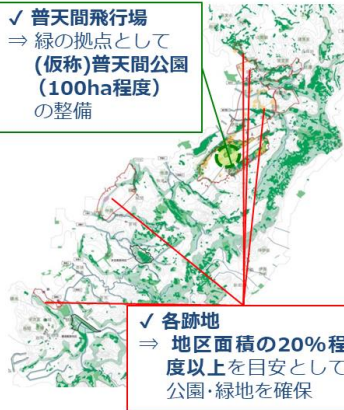 ✓ 普天間飛行場
⇒ 緑の拠点として
(仮称)普天間公園
（100ha程度）
の整備
✓ 各跡地
⇒ 地区面積の20%程
度以上を目安として
公園･緑地を確保